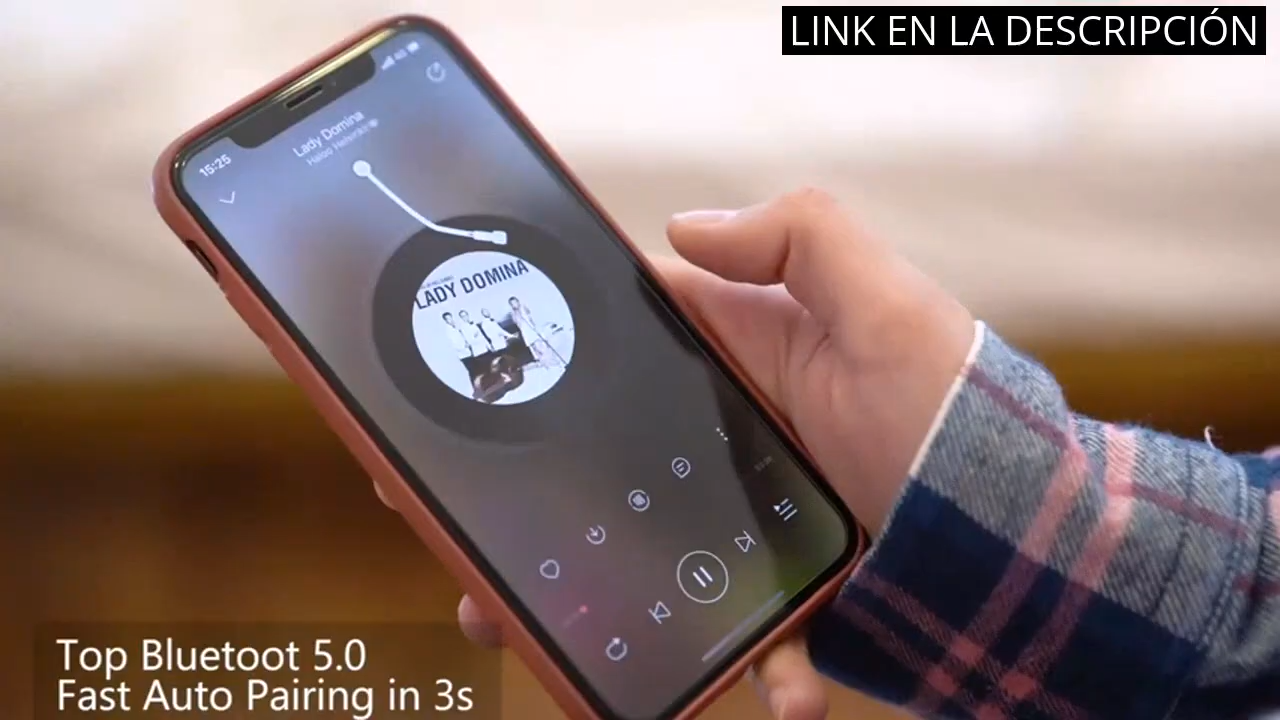 LINK EN LA DESCRIPCIÓN
15:25
Lady Domina
LADY DOMINA
Top Bluetoot 5.0
Fast Auto Pairing in 3s